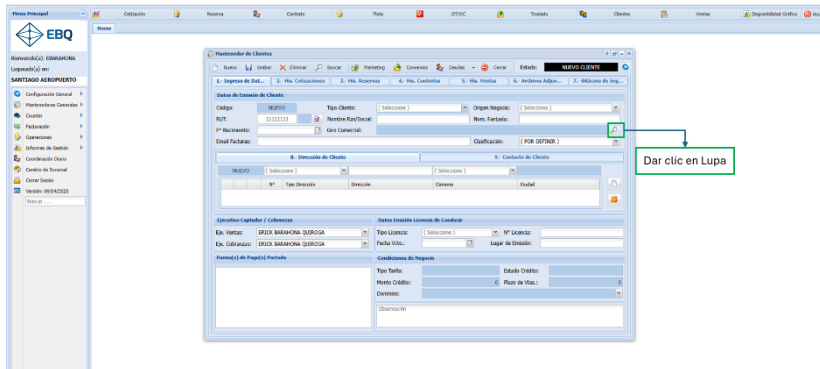 Menu Principal
Cotización
Reserva
Contrato
Flota
OT/OC
Traslado
Clientes
Ventas
Disponibilidad Gráfica
Home
EBQ
Bienvenido(a): EBARAHONA
Logueado(a) en:
SANTIAGO AEROPUERTO
Configuración General
Mantenedores Generales
Counter
Facturación
Operaciones
Informes de Gestión
Coordinación Diaria
Cambio de Sucursal
Cerrar Sesión
Versión: 09/04/2025
Buscar ....
Mantenedor de Clientes
Nuevo Grabar Eliminar Buscar Marketing Convenios Deudas Cerrar Estado: NUEVO CLIENTE
1.- Ingreso de Dat... 2.- His. Cotizaciones 3.- His. Reservas 4.- His. Contratos 5.- His. Ventas 6.- Archivos Adjun... 7.- Bitácora de Seg...
Datos de Emisión de Cliente
Código: NUEVO Tipo Cliente: ( Seleccione ) Origen Negocio: ( Seleccione )
RUT: 11111111 Nombre Rzn/Social: Nom. Fantasía:
Fº Nacimiento: Giro Comercial:
Email Facturas: Clasificación: ( POR DEFINIR )
Dar clic en Lupa
8.- Dirección de Cliente 9.- Contacto de Cliente
NUEVO ( Seleccione ) ( Seleccione )
Nº Tipo Dirección Dirección Comuna Ciudad
Ejecutivo Captador / Cobranzas
Datos Emisión Licencia de Conducir
Eje. Ventas: ERICK BARAHONA QUIROGA Tipo Licencia: ( Seleccione ) Nº Licencia:
Eje. Cobranzas: ERICK BARAHONA QUIROGA Fecha Vcto.: Lugar de Emisión:
Forma(s) de Pago(s) Pactado
Condiciones de Negocio
Tipo Tarifa: Estado Crédito:
Monto Crédito: 0 Plazo de Vtas.: 0
Dominios:
Observación